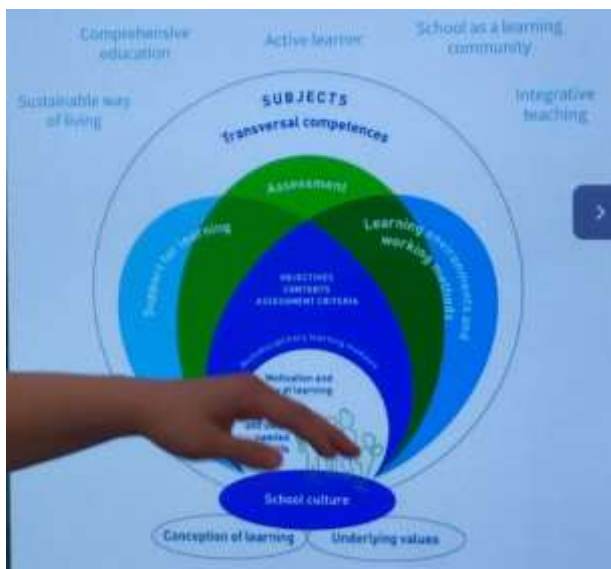 Comprehensive
education
Active learner
School as a learning
community
Sustainable way
of living
Integrative
teaching
SUBJECTS
Transversal competences
Assessment
Support for learning
Learning environments and
working methods
OBJECTIVES
CONTENTS
ASSESSMENT CRITERIA
learning
Motivation and
learning
and
School culture
Conception of learning
Underlying values